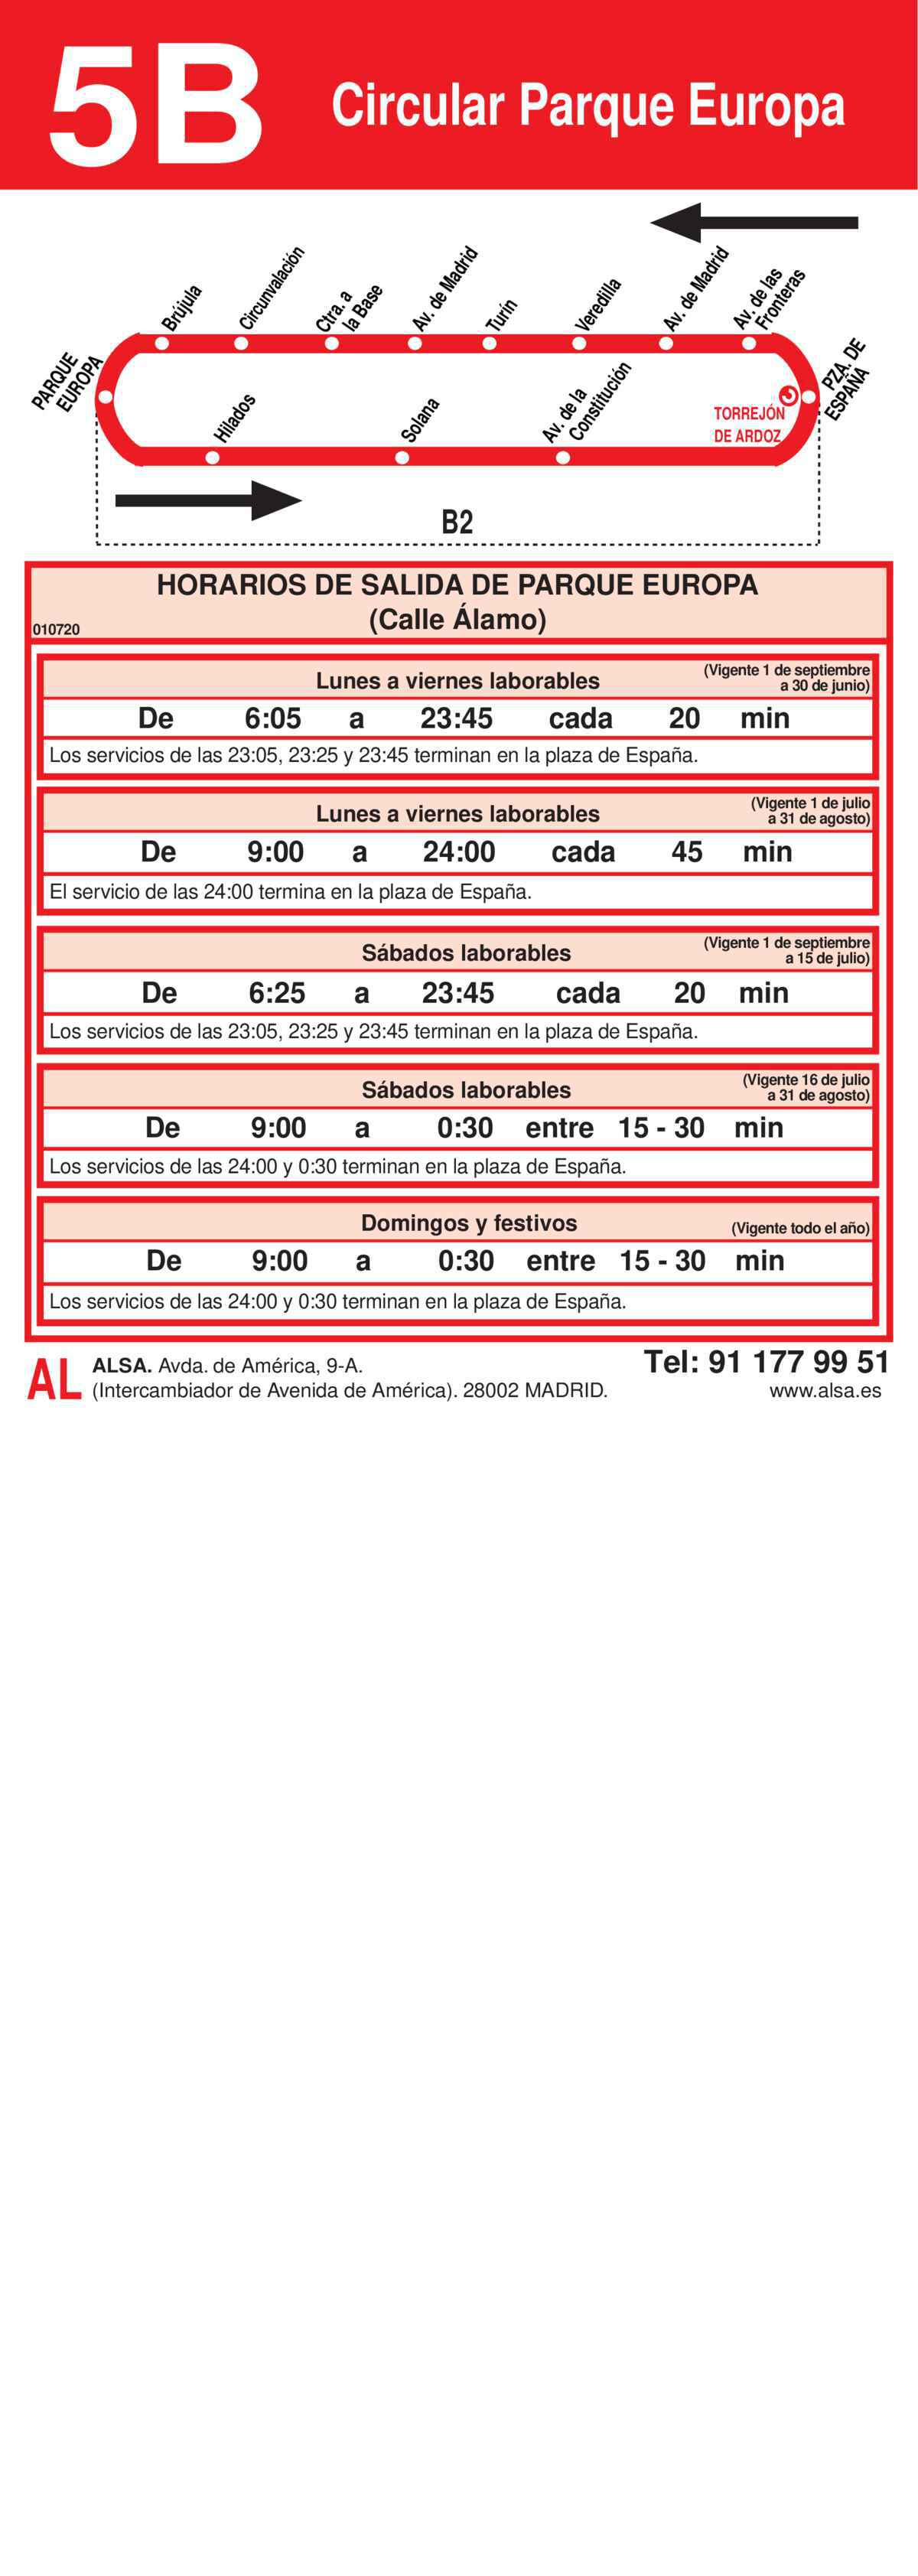 5B Circular Parque Europa
Brújula
Circunvalación
Ctra. a
la Base
Av. de Madrid
Turín
Veredilla
Av. de Madrid
Av. de las
Fronteras
PARQUE
EUROPA
PZA. DE
ESPAÑA
Hilados
Solana
Av. de la
Constitución
TORREJÓN
DE ARDOZ
B2
HORARIOS DE SALIDA DE PARQUE EUROPA
(Calle Álamo)
010720
Lunes a viernes laborables
(Vigente 1 de septiembre
a 30 de junio)
De 6:05 a 23:45 cada 20 min
Los servicios de las 23:05, 23:25 y 23:45 terminan en la plaza de España.
Lunes a viernes laborables
(Vigente 1 de julio
a 31 de agosto)
De 9:00 a 24:00 cada 45 min
El servicio de las 24:00 termina en la plaza de España.
Sábados laborables
(Vigente 1 de septiembre
a 15 de julio)
De 6:25 a 23:45 cada 20 min
Los servicios de las 23:05, 23:25 y 23:45 terminan en la plaza de España.
Sábados laborables
(Vigente 16 de julio
a 31 de agosto)
De 9:00 a 0:30 entre 15 - 30 min
Los servicios de las 24:00 y 0:30 terminan en la plaza de España.
Domingos y festivos
(Vigente todo el año)
De 9:00 a 0:30 entre 15 - 30 min
Los servicios de las 24:00 y 0:30 terminan en la plaza de España.
AL
ALSA. Avda. de América, 9-A.
(Intercambiador de Avenida de América). 28002 MADRID.
Tel: 91 177 99 51
www.alsa.es